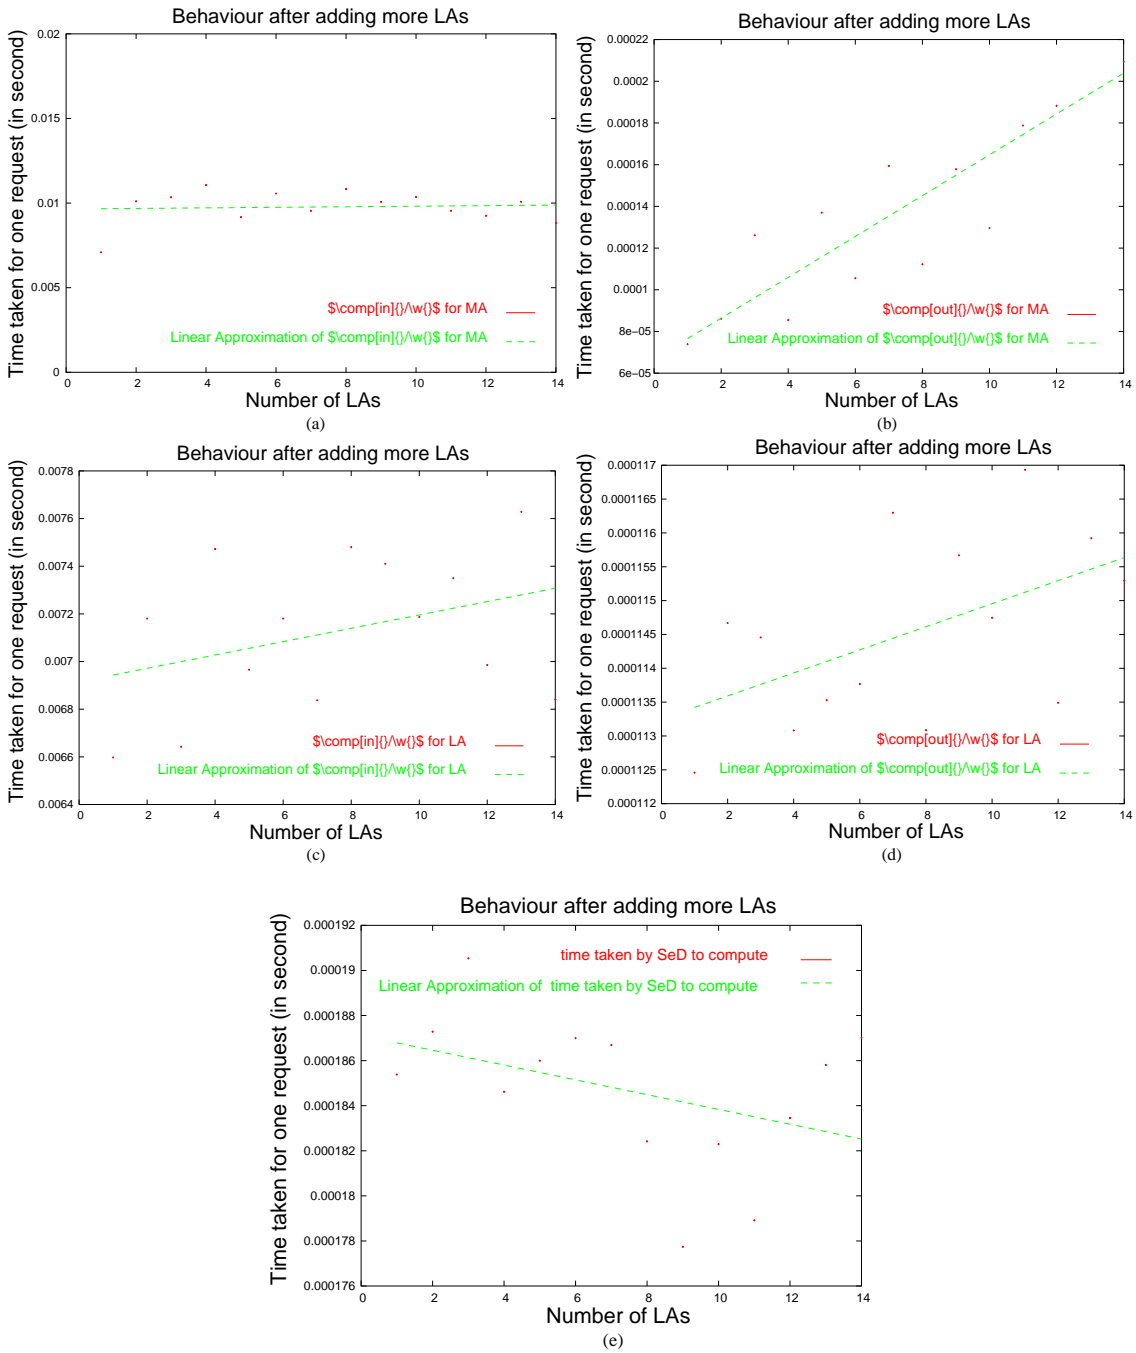 Behaviour after adding more LAs
Time taken for one request (in second)
0.02
0.015
0.01
0.005
0
$\comp[in]{}/\w{}$ for MA
Linear Approximation of $\comp[in]{}/\w{}$ for MA
0 2 4 6 8 10 12 14
Number of LAs
(a)
Behaviour after adding more LAs
Time taken for one request (in second)
0.00022
0.0002
0.00018
0.00016
0.00014
0.00012
0.0001
8e−05
6e−05
$\comp[out]{}/\w{}$ for MA
Linear Approximation of $\comp[out]{}/\w{}$ for MA
0 2 4 6 8 10 12 14
Number of LAs
(b)
Behaviour after adding more LAs
Time taken for one request (in second)
0.0078
0.0076
0.0074
0.0072
0.007
0.0068
0.0066
0.0064
$\comp[in]{}/\w{}$ for LA
Linear Approximation of $\comp[in]{}/\w{}$ for LA
0 2 4 6 8 10 12 14
Number of LAs
(c)
Behaviour after adding more LAs
Time taken for one request (in second)
0.000117
0.0001165
0.000116
0.0001155
0.000115
0.0001145
0.000114
0.0001135
0.000113
0.0001125
0.000112
$\comp[out]{}/\w{}$ for LA
Linear Approximation of $\comp[out]{}/\w{}$ for LA
0 2 4 6 8 10 12 14
Number of LAs
(d)
Behaviour after adding more LAs
Time taken for one request (in second)
0.000192
0.00019
0.000188
0.000186
0.000184
0.000182
0.00018
0.000178
0.000176
time taken by SeD to compute
Linear Approximation of time taken by SeD to compute
0 2 4 6 8 10 12 14
Number of LAs
(e)